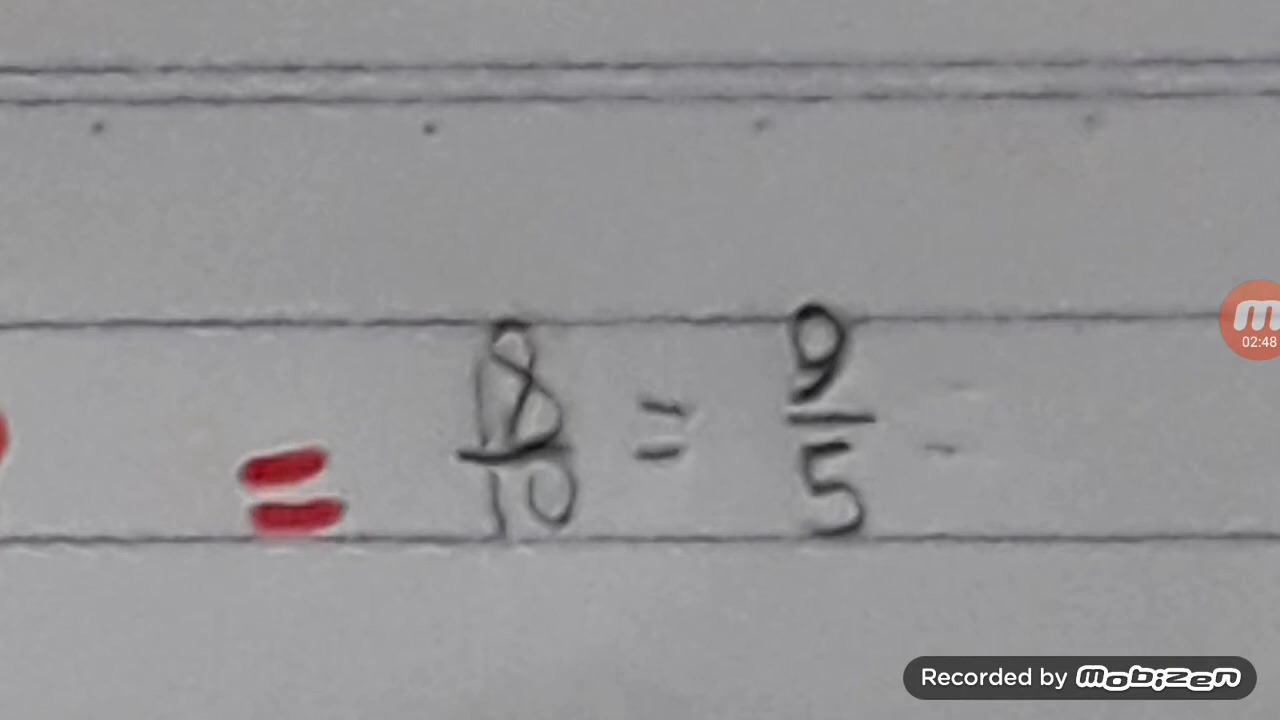 = 18/10 = 9/5
02:48
Recorded by mobizen